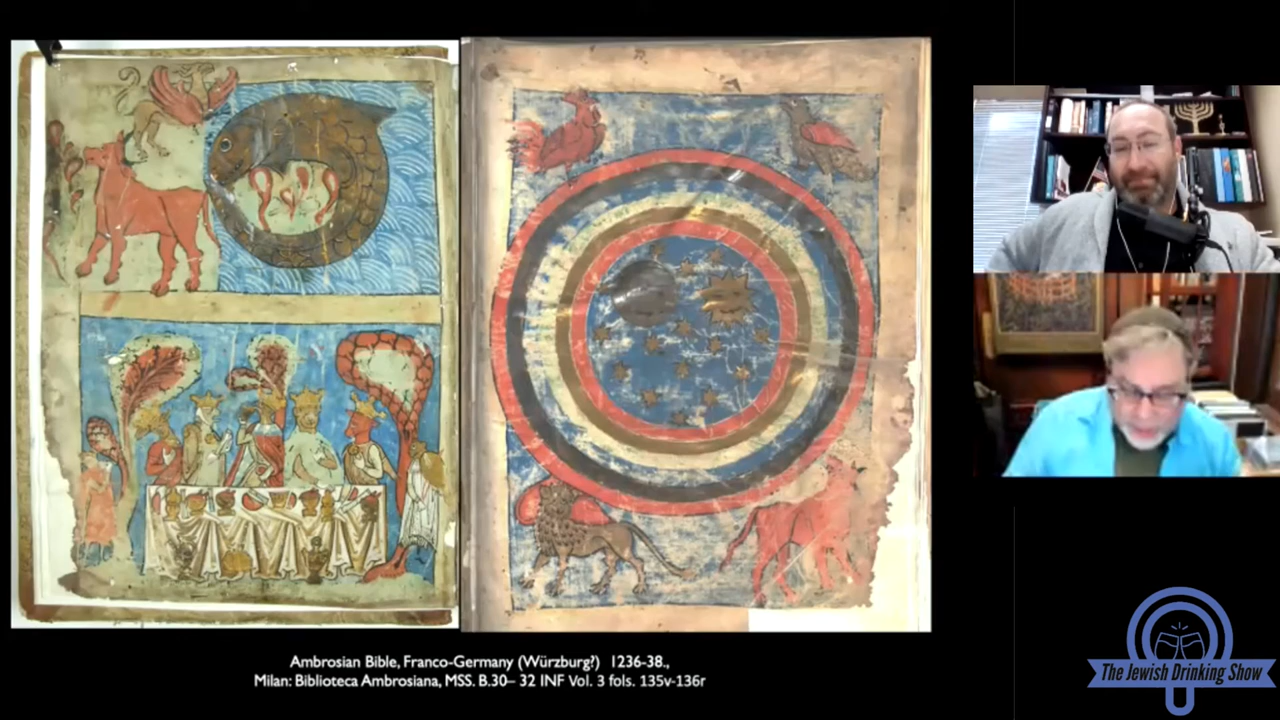 Ambrosian Bible, Franco-Germany (Würzburg?)  1236-38.,
Milan: Biblioteca Ambrosiana, MSS. B.30– 32 INF Vol. 3 fols. 135v-136r
The Jewish Drinking Show